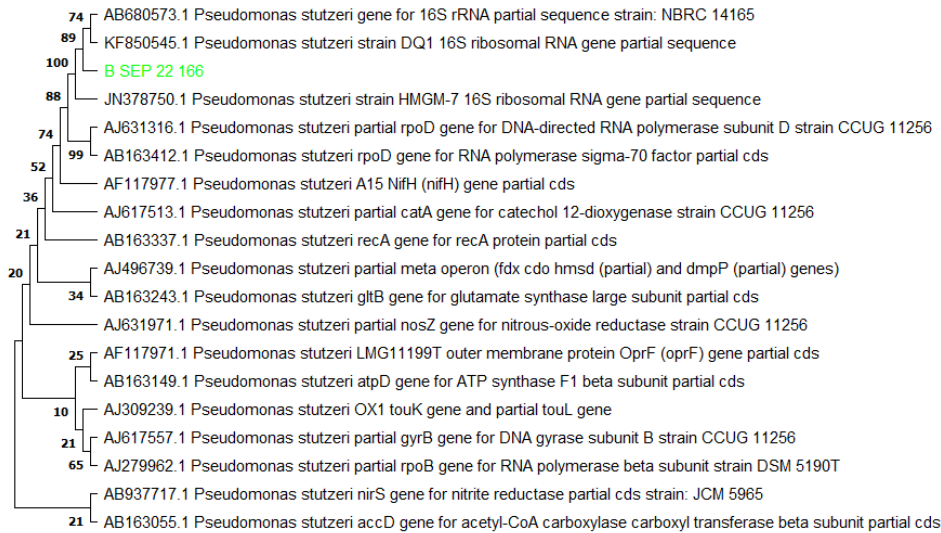 74 AB680573.1 Pseudomonas stutzeri gene for 16S rRNA partial sequence strain: NBRC 14165
89 KF850545.1 Pseudomonas stutzeri strain DQ1 16S ribosomal RNA gene partial sequence
100 B SEP 22 166
88 JN378750.1 Pseudomonas stutzeri strain HMGM-7 16S ribosomal RNA gene partial sequence
74 AJ631316.1 Pseudomonas stutzeri partial rpoD gene for DNA-directed RNA polymerase subunit D strain CCUG 11256
99 AB163412.1 Pseudomonas stutzeri rpoD gene for RNA polymerase sigma-70 factor partial cds
52 AF117977.1 Pseudomonas stutzeri A15 NifH (nifH) gene partial cds
36 AJ617513.1 Pseudomonas stutzeri partial catA gene for catechol 12-dioxygenase strain CCUG 11256
21 AB163337.1 Pseudomonas stutzeri recA gene for recA protein partial cds
20 AJ496739.1 Pseudomonas stutzeri partial meta operon (fdx cdo hmsd (partial) and dmpP (partial) genes)
34 AB163243.1 Pseudomonas stutzeri gltB gene for glutamate synthase large subunit partial cds
AJ631971.1 Pseudomonas stutzeri partial nosZ gene for nitrous-oxide reductase strain CCUG 11256
25 AF117971.1 Pseudomonas stutzeri LMG11199T outer membrane protein OprF (oprF) gene partial cds
AB163149.1 Pseudomonas stutzeri atpD gene for ATP synthase F1 beta subunit partial cds
10 AJ309239.1 Pseudomonas stutzeri OX1 touK gene and partial touL gene
21 AJ617557.1 Pseudomonas stutzeri partial gyrB gene for DNA gyrase subunit B strain CCUG 11256
65 AJ279962.1 Pseudomonas stutzeri partial rpoB gene for RNA polymerase beta subunit strain DSM 5190T
AB937717.1 Pseudomonas stutzeri nirS gene for nitrite reductase partial cds strain: JCM 5965
21 AB163055.1 Pseudomonas stutzeri accD gene for acetyl-CoA carboxylase carboxyl transferase beta subunit partial cds